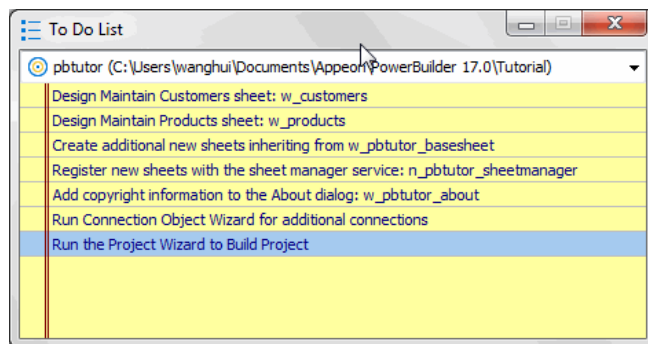 To Do List
pbtutor (C:\Users\wanghui\Documents\Appeon\PowerBuilder 17.0\Tutorial)
Design Maintain Customers sheet: w_customers
Design Maintain Products sheet: w_products
Create additional new sheets inheriting from w_pbtutor_basesheet
Register new sheets with the sheet manager service: n_pbtutor_sheetmanager
Add copyright information to the About dialog: w_pbtutor_about
Run Connection Object Wizard for additional connections
Run the Project Wizard to Build Project